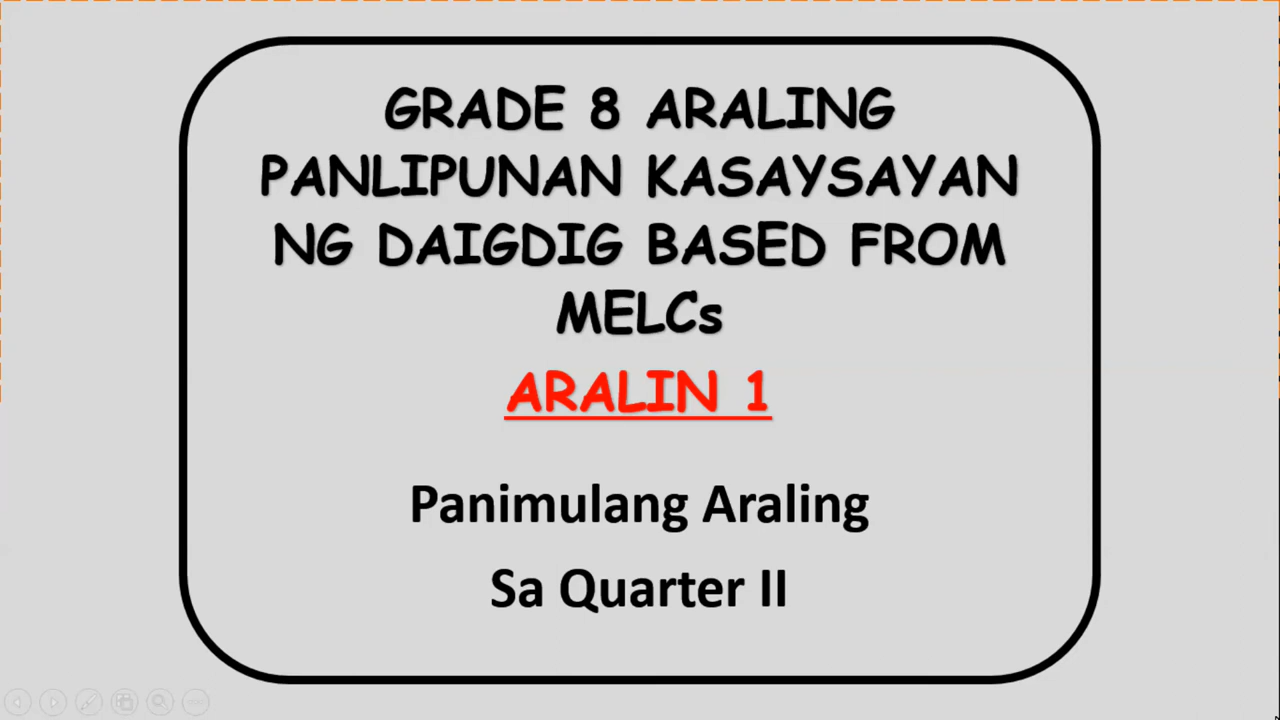 GRADE 8 ARALING
PANLIPUNAN KASAYSAYAN
NG DAIGDIG BASED FROM
MELCs
ARALIN 1
Panimulang Araling
Sa Quarter II